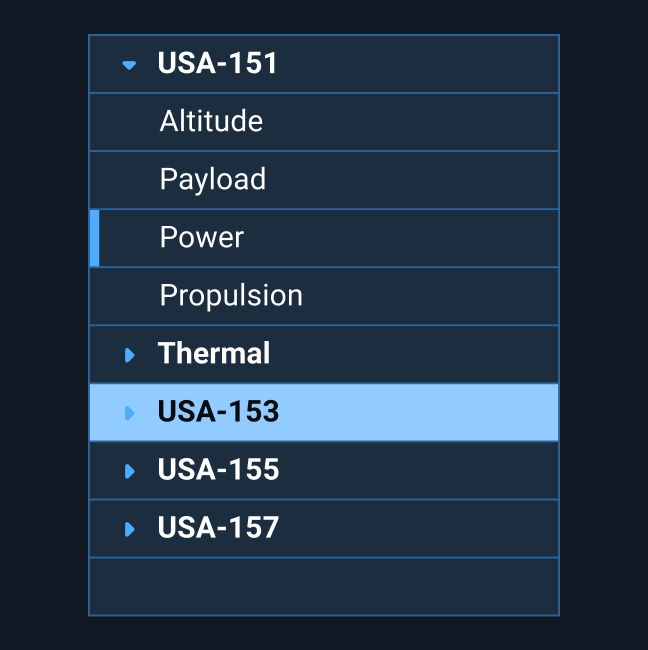 USA-151
Altitude
Payload
Power
Propulsion
Thermal
USA-153
USA-155
USA-157